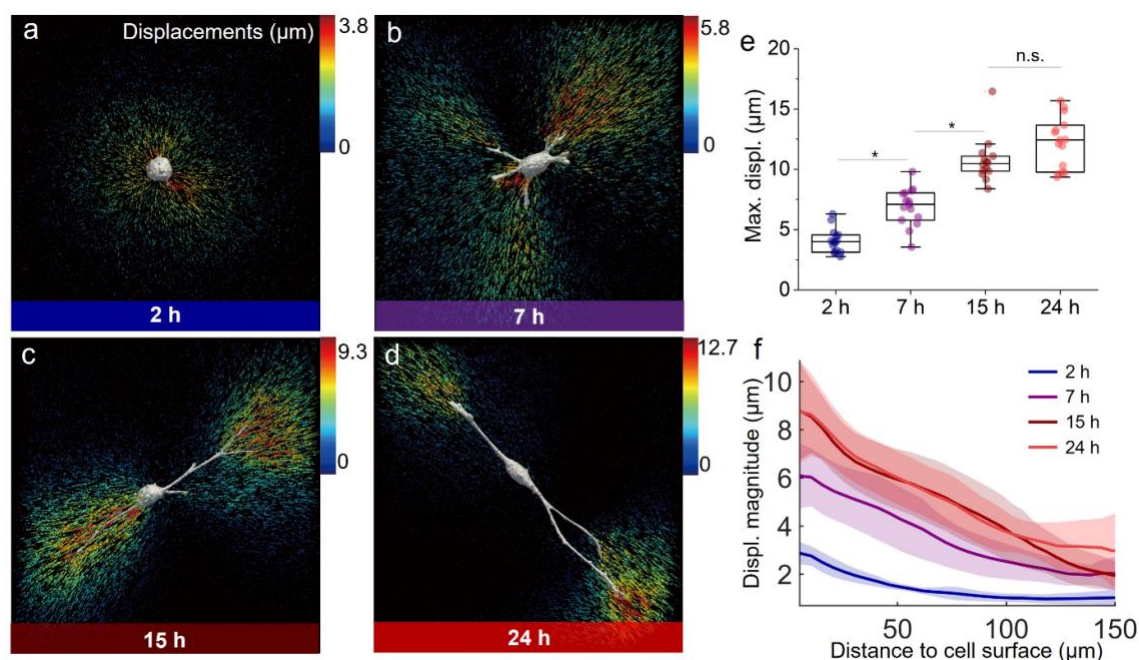 a
Displacements (μm)
3.8
0
2 h
b
5.8
0
7 h
c
9.3
0
15 h
d
12.7
0
24 h
e
Max. displ. (μm)
20
15
10
5
0
*
*
n.s.
2 h
7 h
15 h
24 h
f
Displ. magnitude (μm)
10
8
6
4
2
2 h
7 h
15 h
24 h
50
100
150
Distance to cell surface (μm)